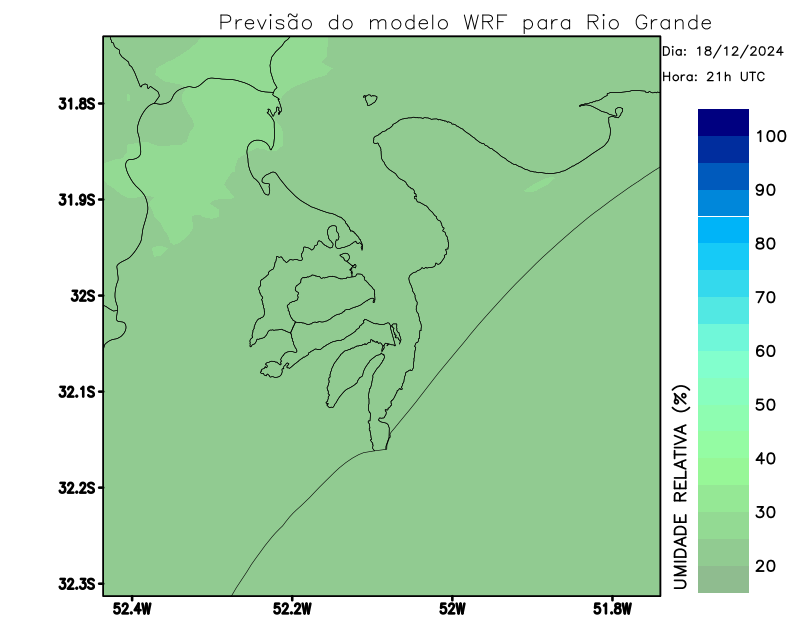 Previsão do modelo WRF para Rio Grande
Dia: 18/12/2024
Hora: 21h UTC
31.8S
31.9S
32S
32.1S
32.2S
32.3S
52.4W
52.2W
52W
51.8W
UMIDADE RELATIVA (%)
100
90
80
70
60
50
40
30
20